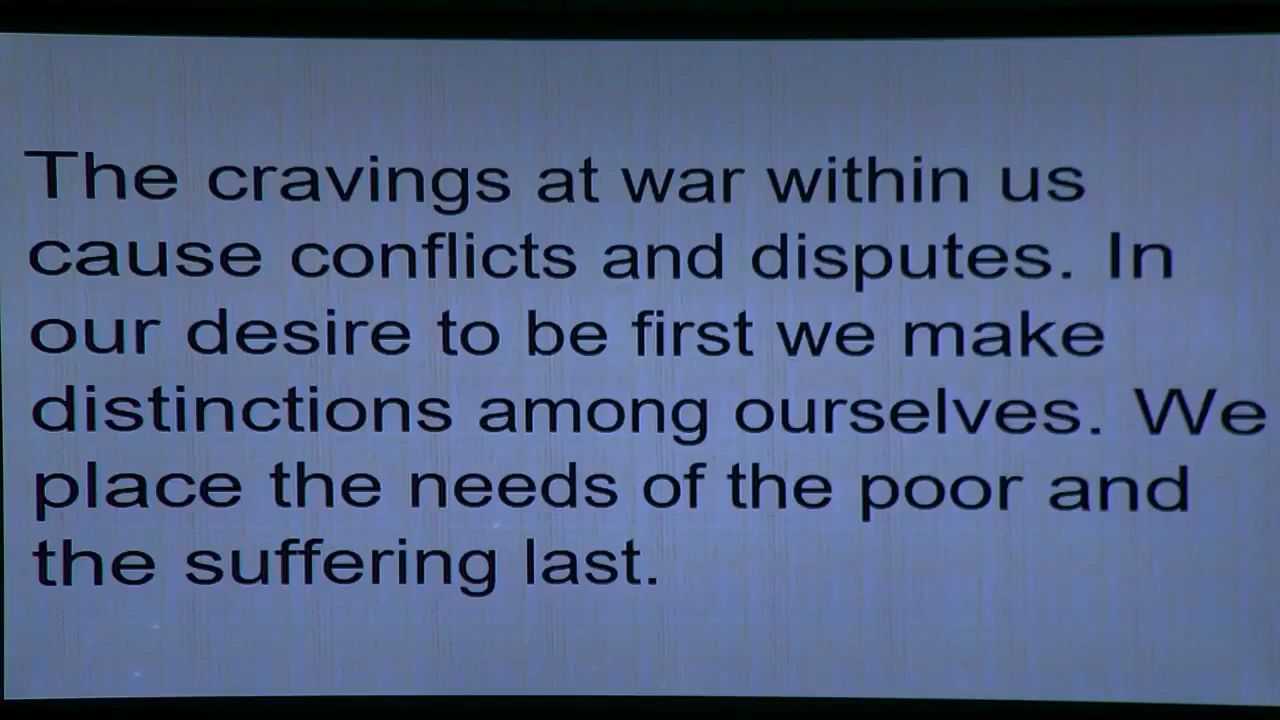 The cravings at war within us
cause conflicts and disputes. In
our desire to be first we make
distinctions among ourselves. We
place the needs of the poor and
the suffering last.